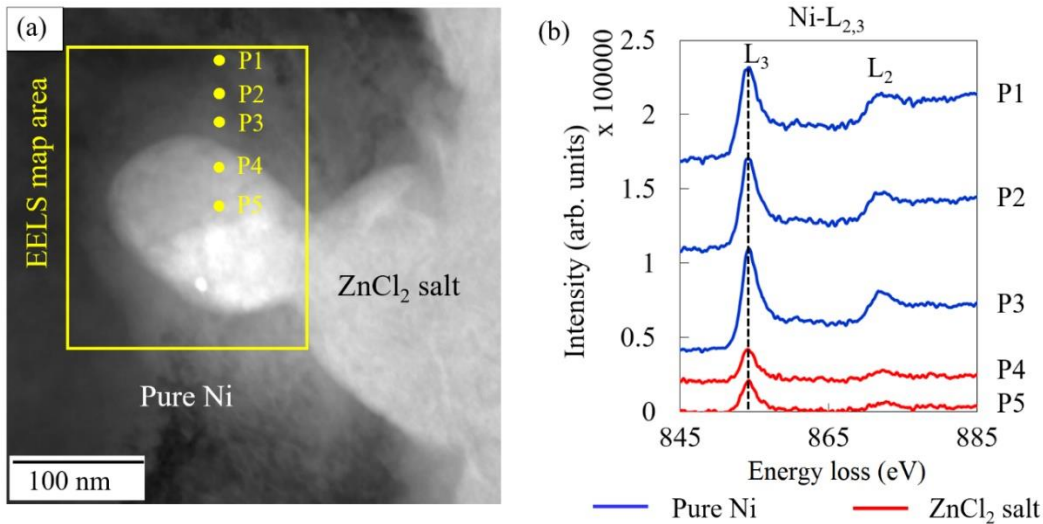 (a)
EELS map area
P1
P2
P3
P4
P5
ZnCl₂ salt
Pure Ni
100 nm
(b)
Ni-L₂,₃
L₃
L₂
Intensity (arb. units)
x 100000
2.5
2
1.5
1
0.5
0
P1
P2
P3
P4
P5
845
865
885
Energy loss (eV)
Pure Ni
ZnCl₂ salt